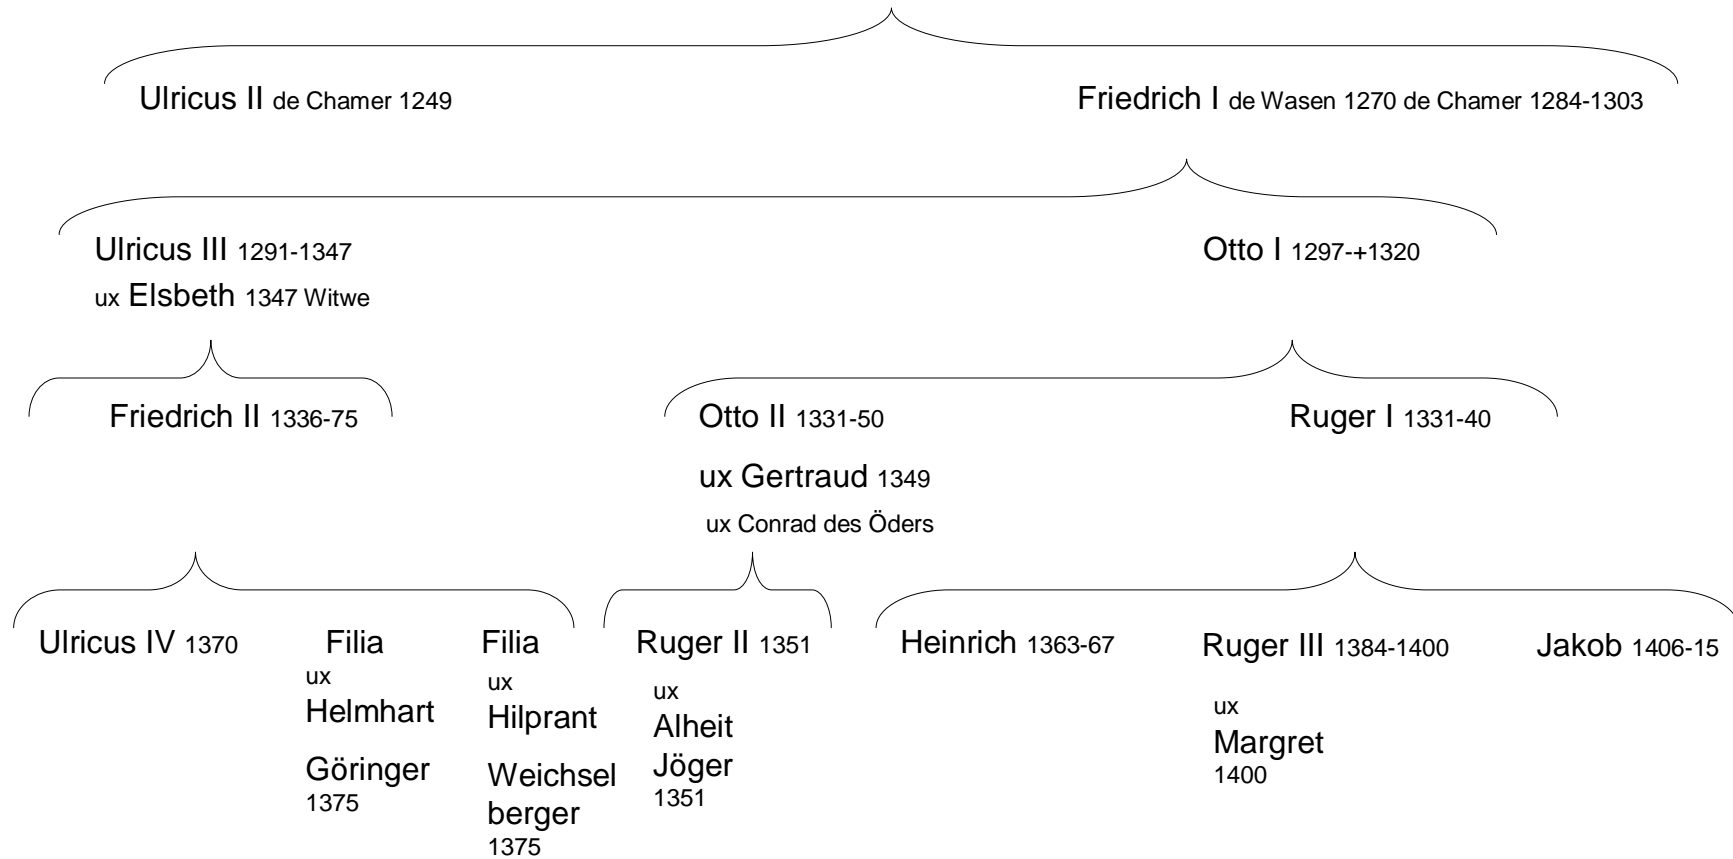 Ulricus II de Chamer 1249
Friedrich I de Wasen 1270 de Chamer 1284-1303
Ulricus III 1291-1347
ux Elsbeth 1347 Witwe
Otto I 1297-+1320
Friedrich II 1336-75
Otto II 1331-50
ux Gertraud 1349
ux Conrad des Öders
Ruger I 1331-40
Ulricus IV 1370
Filia
ux
Helmhart
Göringer
1375
Filia
ux
Hilprant
Weichsel
berger
1375
Ruger II 1351
ux
Alheit
Jöger
1351
Heinrich 1363-67
Ruger III 1384-1400
ux
Margret
1400
Jakob 1406-15